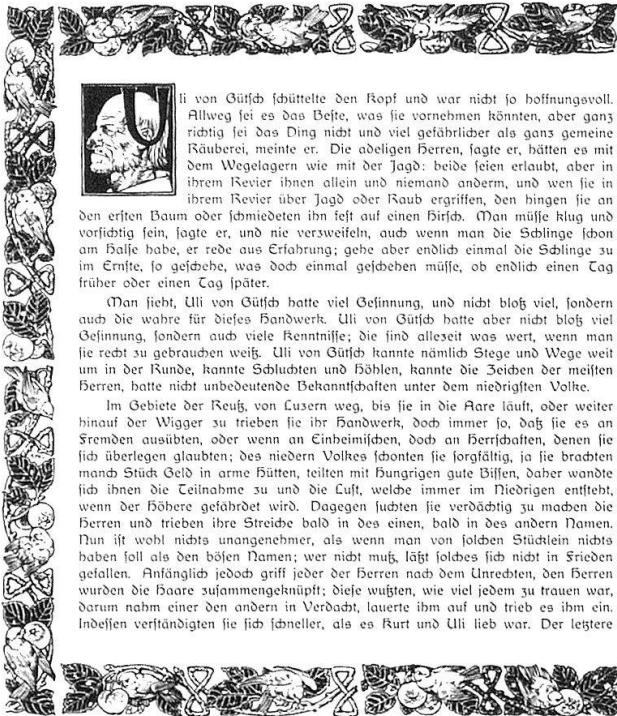 Uli von Gütsch schüttelte den Kopf und war nicht so hoffnungsvoll.
Allweg sei es das Beste, was sie vornehmen könnten, aber ganz
richtig sei das Ding nicht und viel gefährlicher als ganz gemeine
Räuberei, meinte er. Die adeligen Herren, sagte er, hätten es mit
dem Wegelagern wie mit der Jagd: beide seien erlaubt, aber in
ihrem Revier ihnen allein und niemand anderm, und wen sie in
ihrem Revier über Jagd oder Raub ergriffen, den hingen sie an
den ersten Baum oder schmiedeten ihn fest auf einen Hirsch. Man müsse klug und
vorsichtig sein, sagte er, und nie verzweifeln, auch wenn man die Schlinge schon
am Halse habe, er rede aus Erfahrung; gehe aber endlich einmal die Schlinge zu
im Ernste, so geschehe, was doch einmal geschehen müsse, ob endlich einen Tag
früher oder einen Tag später.
Man sieht, Uli von Gütsch hatte viel Gesinnung, und nicht bloß viel, sondern
auch die wahre für dieses Handwerk. Uli von Gütsch hatte aber nicht bloß viel
Gesinnung, sondern auch viele Kenntnisse; die sind allezeit was wert, wenn man
sie recht zu gebrauchen weiß. Uli von Gütsch kannte nämlich Stege und Wege weit
um in der Runde, kannte Schluchten und Höhlen, kannte die Zeichen der meisten
Herren, hatte nicht unbedeutende Bekanntschaften unter dem niedrigsten Volke.
Im Gebiete der Reuß, von Luzern weg, bis sie in die Aare läuft, oder weiter
hinauf der Wigger zu trieben sie ihr Handwerk, doch immer so, daß sie es an
Fremden ausübten, oder wenn an Einheimischen, doch an Herrschaften, denen sie
sich überlegen glaubten; des niedern Volkes schonten sie sorgfältig, ja sie brachten
manch Stück Geld in arme Hütten, teilten mit Hungrigen gute Bissen, daher wandte
sich ihnen die Teilnahme zu und die Lust, welche immer im Niedrigen entsteht,
wenn der Höhere gefährdet wird. Dagegen suchten sie verdächtig zu machen die
Herren und trieben ihre Streiche bald in des einen, bald in des andern Namen.
Nun ist wohl nichts unangenehmer, als wenn man von solchen Stücklein nichts
haben soll als den bösen Namen; wer nicht muß, läßt solches sich nicht in Frieden
gefallen. Anfänglich jedoch griff jeder der Herren nach dem Unrechten, den Herren
wurden die Haare zusammengeknüpft; diese wußten, wie viel jedem zu trauen war,
darum nahm einer den andern in Verdacht, lauerte ihm auf und trieb es ihm ein.
Indessen verständigten sie sich schneller, als es Kurt und Uli lieb war. Der letztere